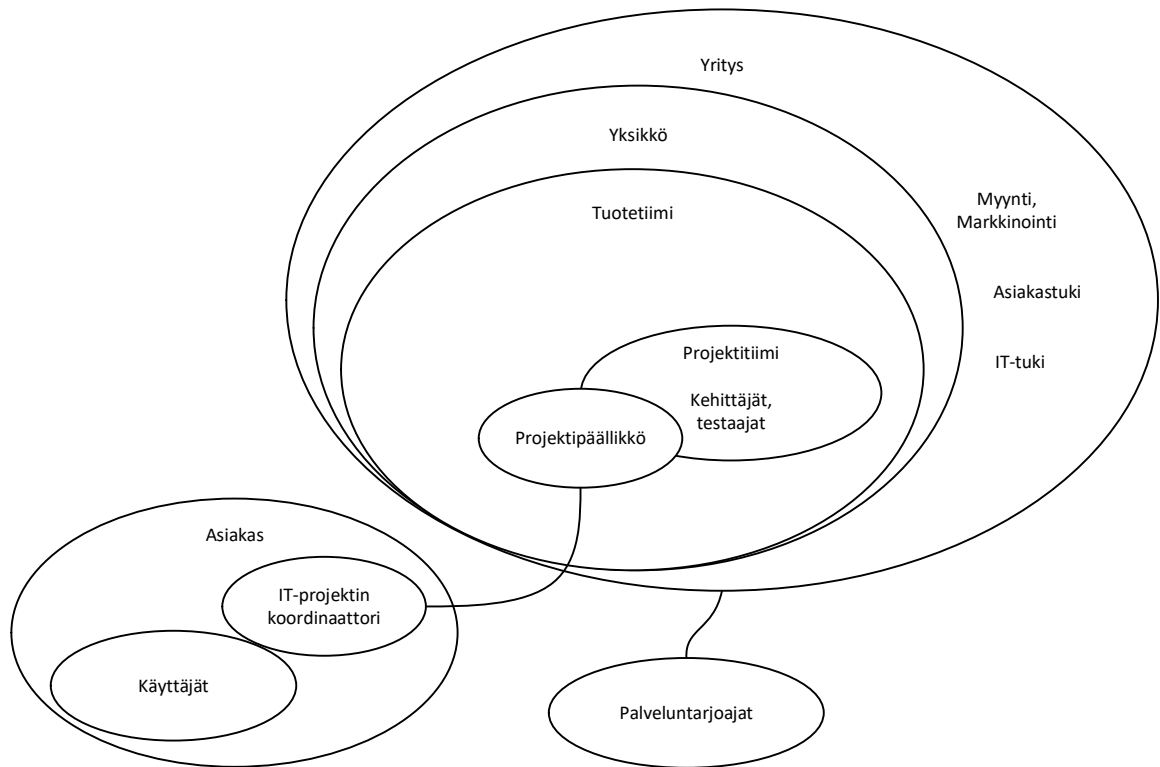 Yritys
Yksikkö
Tuotetiimi
Myynti,
Markkinointi
Asiakastuki
IT-tuki
Projektitiimi
Kehittäjät,
testaajat
Projektipäällikkö
Asiakas
IT-projektin
koordinaattori
Käyttäjät
Palveluntarjoajat